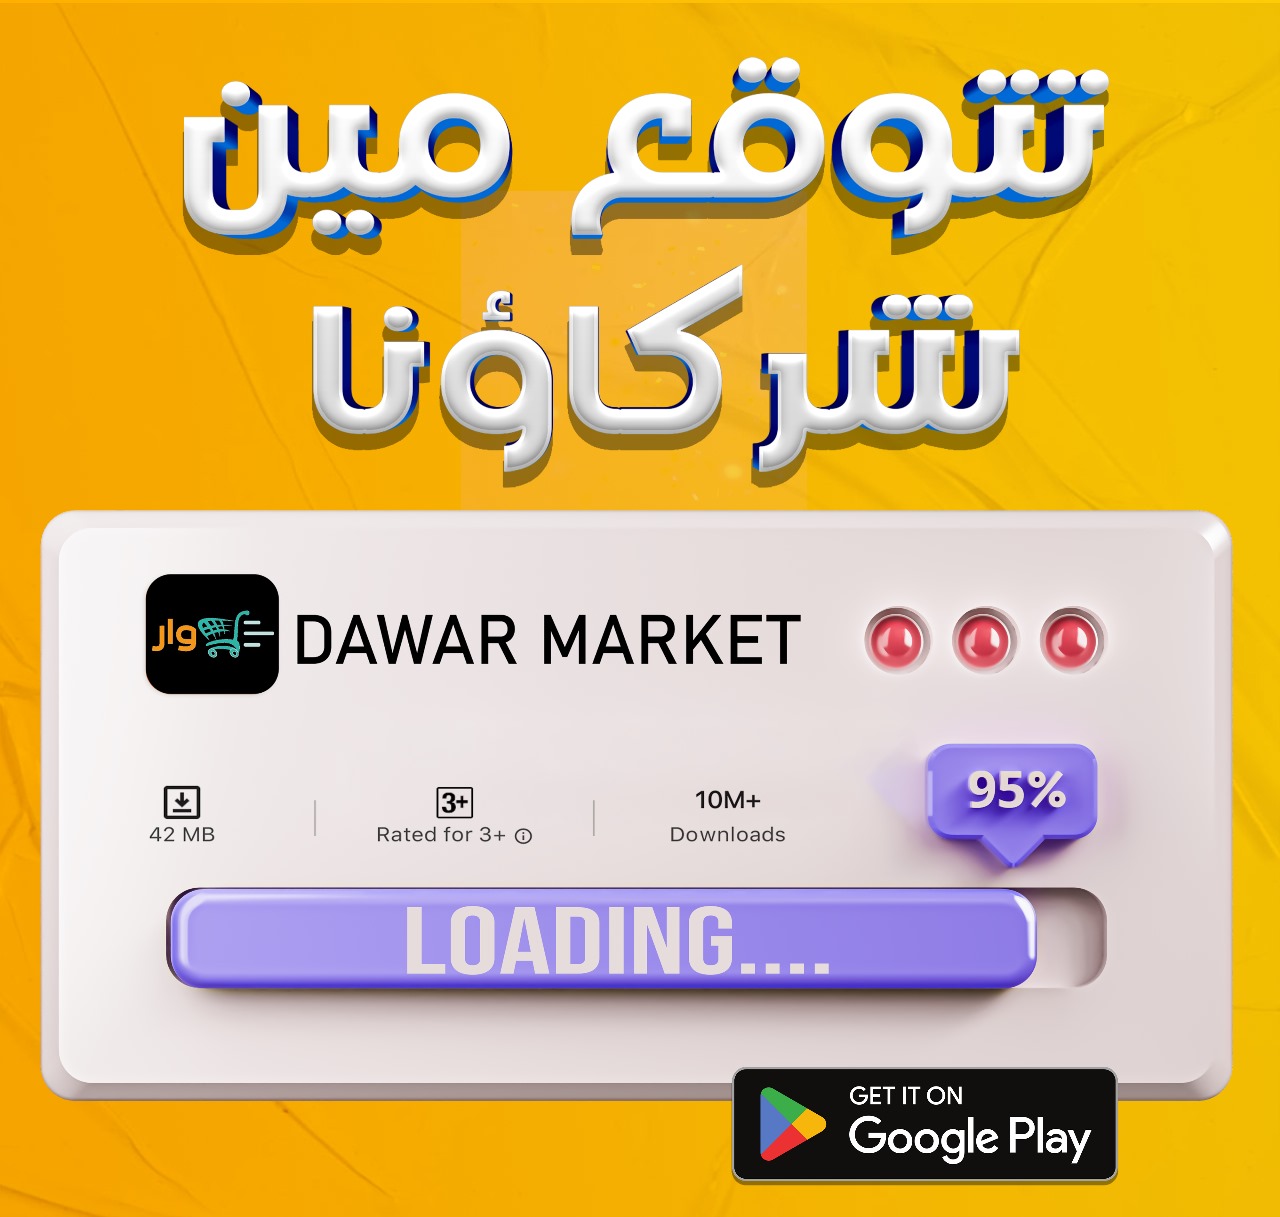 تتوقع مين
شركاؤنا
دوار
DAWAR MARKET
95%
42 MB
3+
Rated for 3+
10M+
Downloads
LOADING....
GET IT ON
Google Play